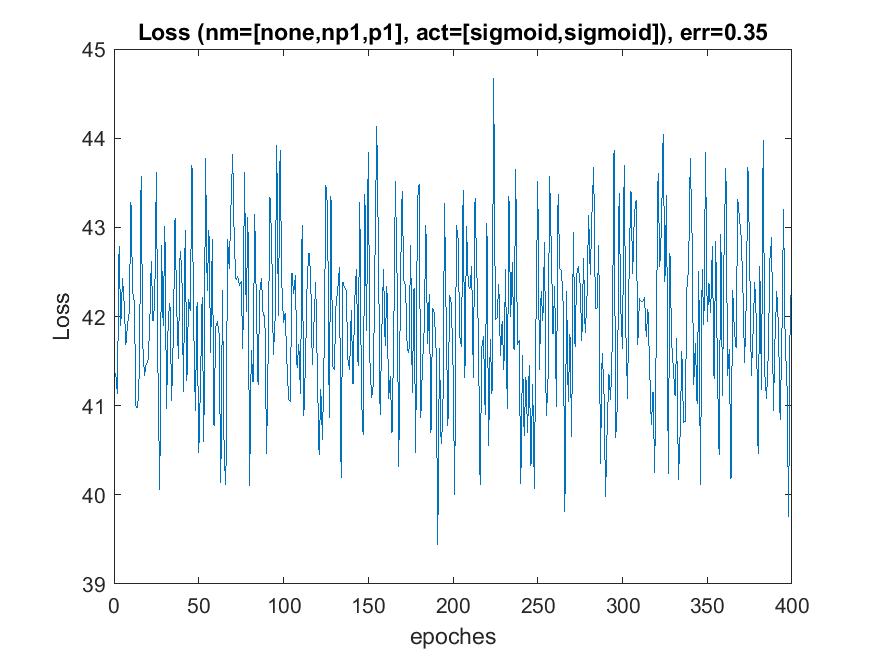 Loss (nm=[none,np1,p1], act=[sigmoid,sigmoid]), err=0.35
45
44
43
42
41
40
39
Loss
0 50 100 150 200 250 300 350 400
epoches